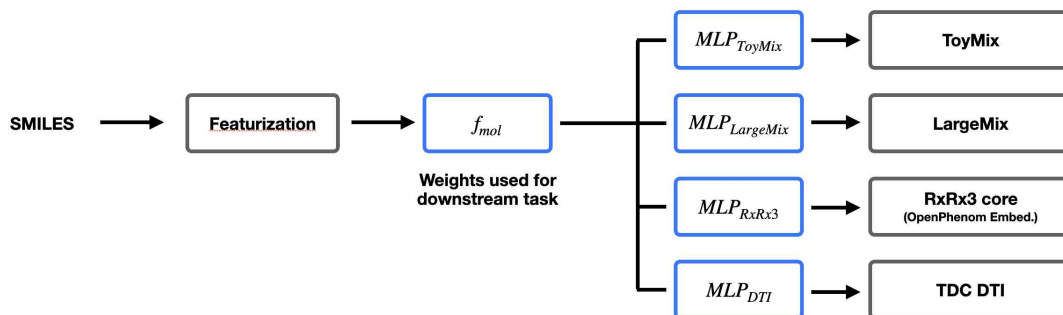 SMILES
Featurization
f_mol
Weights used for
downstream task
MLP_ToyMix
ToyMix
MLP_LargeMix
LargeMix
MLP_RxRx3
RxRx3 core
(OpenPhenom Embed.)
MLP_DTI
TDC DTI